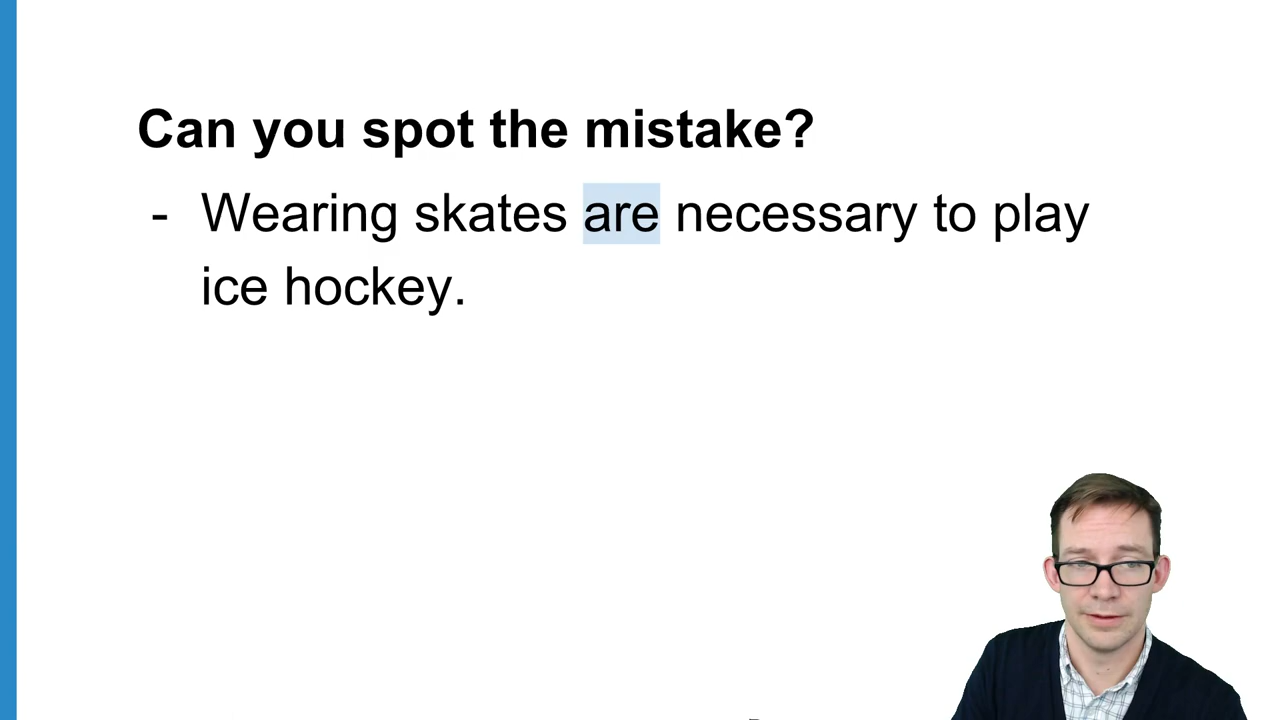 Can you spot the mistake?
- Wearing skates are necessary to play
ice hockey.